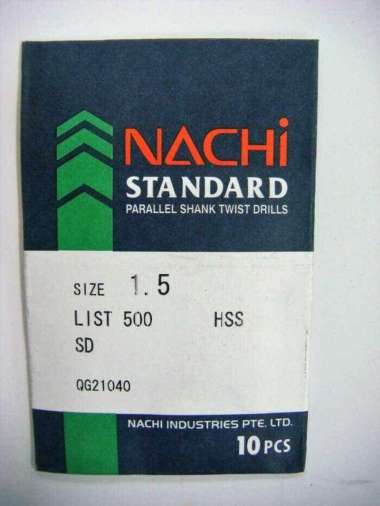 NACHi
STANDARD
PARALLEL SHANK TWIST DRILLS
SIZE 1.5
LIST 500 HSS
SD
QG21040
NACHI INDUSTRIES PTE. LTD.
10 PCS